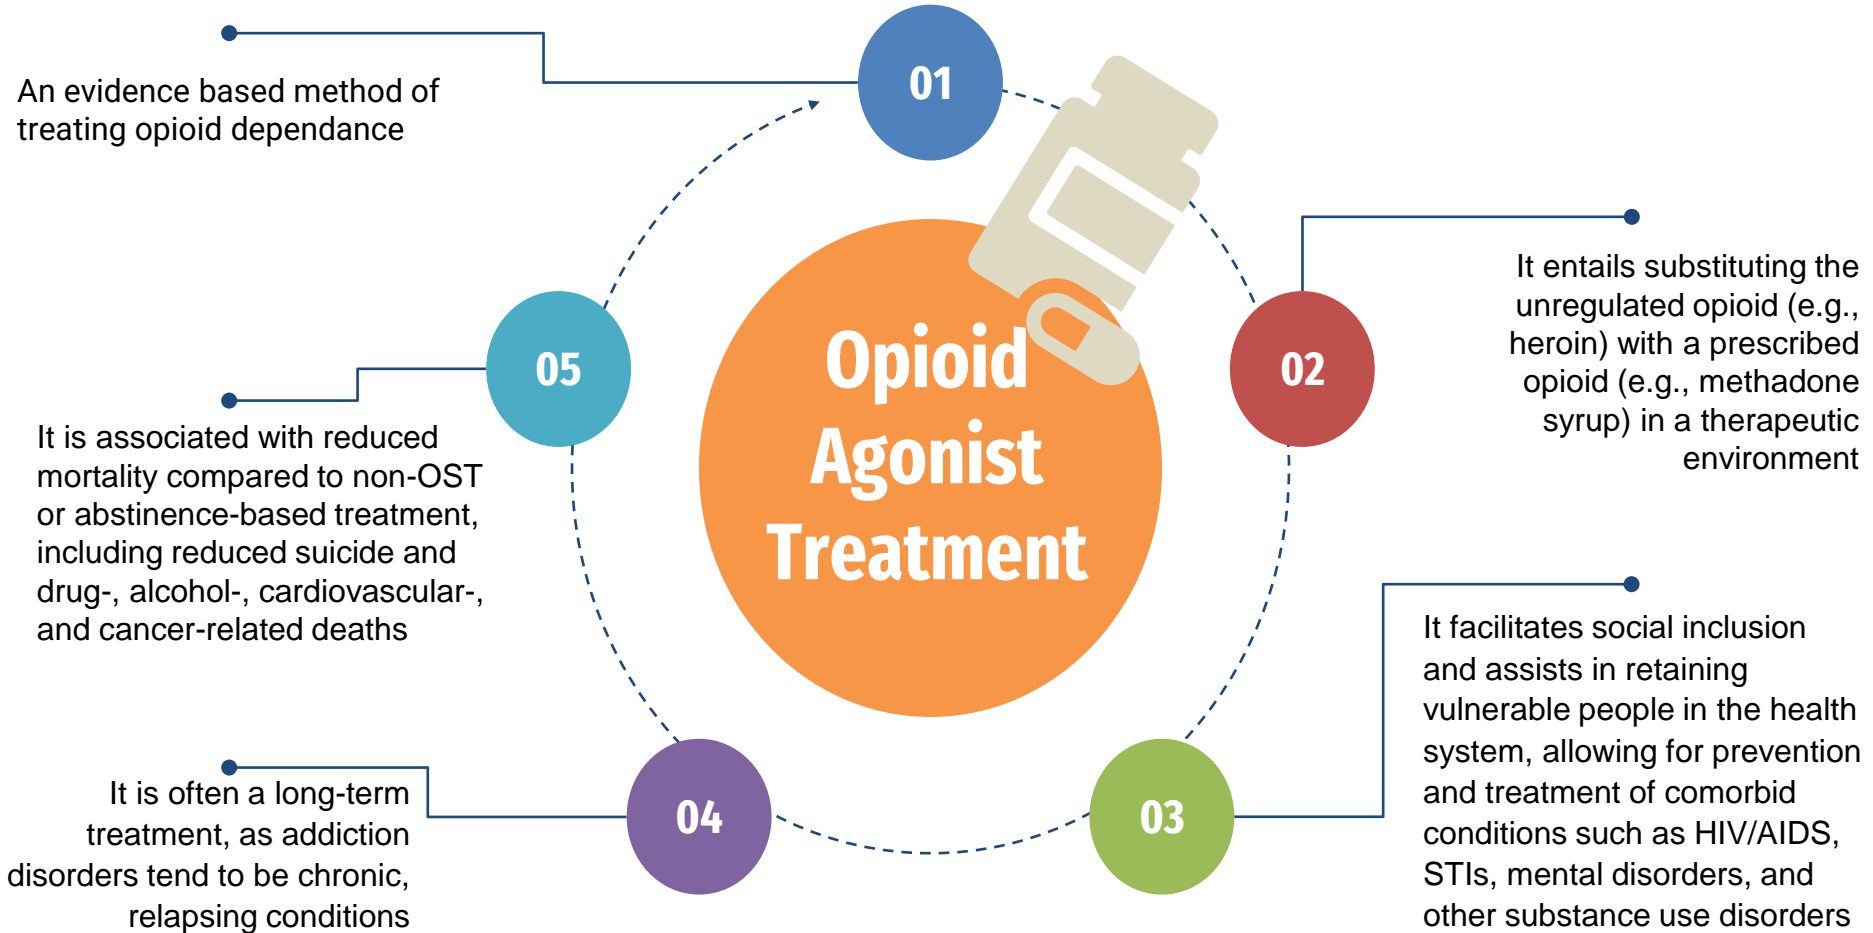 01
An evidence based method of
treating opioid dependance
02
It entails substituting the
unregulated opioid (e.g.,
heroin) with a prescribed
opioid (e.g., methadone
syrup) in a therapeutic
environment
03
It facilitates social inclusion
and assists in retaining
vulnerable people in the health
system, allowing for prevention
and treatment of comorbid
conditions such as HIV/AIDS,
STIs, mental disorders, and
other substance use disorders
04
It is often a long-term
treatment, as addiction
disorders tend to be chronic,
relapsing conditions
05
It is associated with reduced
mortality compared to non-OST
or abstinence-based treatment,
including reduced suicide and
drug-, alcohol-, cardiovascular-,
and cancer-related deaths
Opioid
Agonist
Treatment